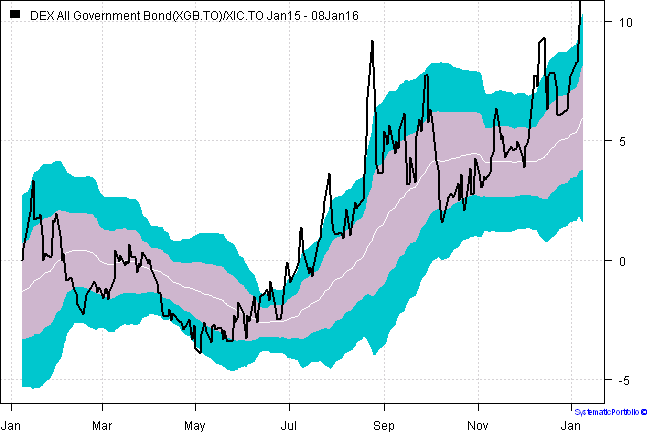 DEX All Government Bond(XGB.TO)/XIC.TO Jan15 - 08Jan16
10
5
0
-5
SystematicPortfolio ©
Jan Mar May Jul Sep Nov Jan